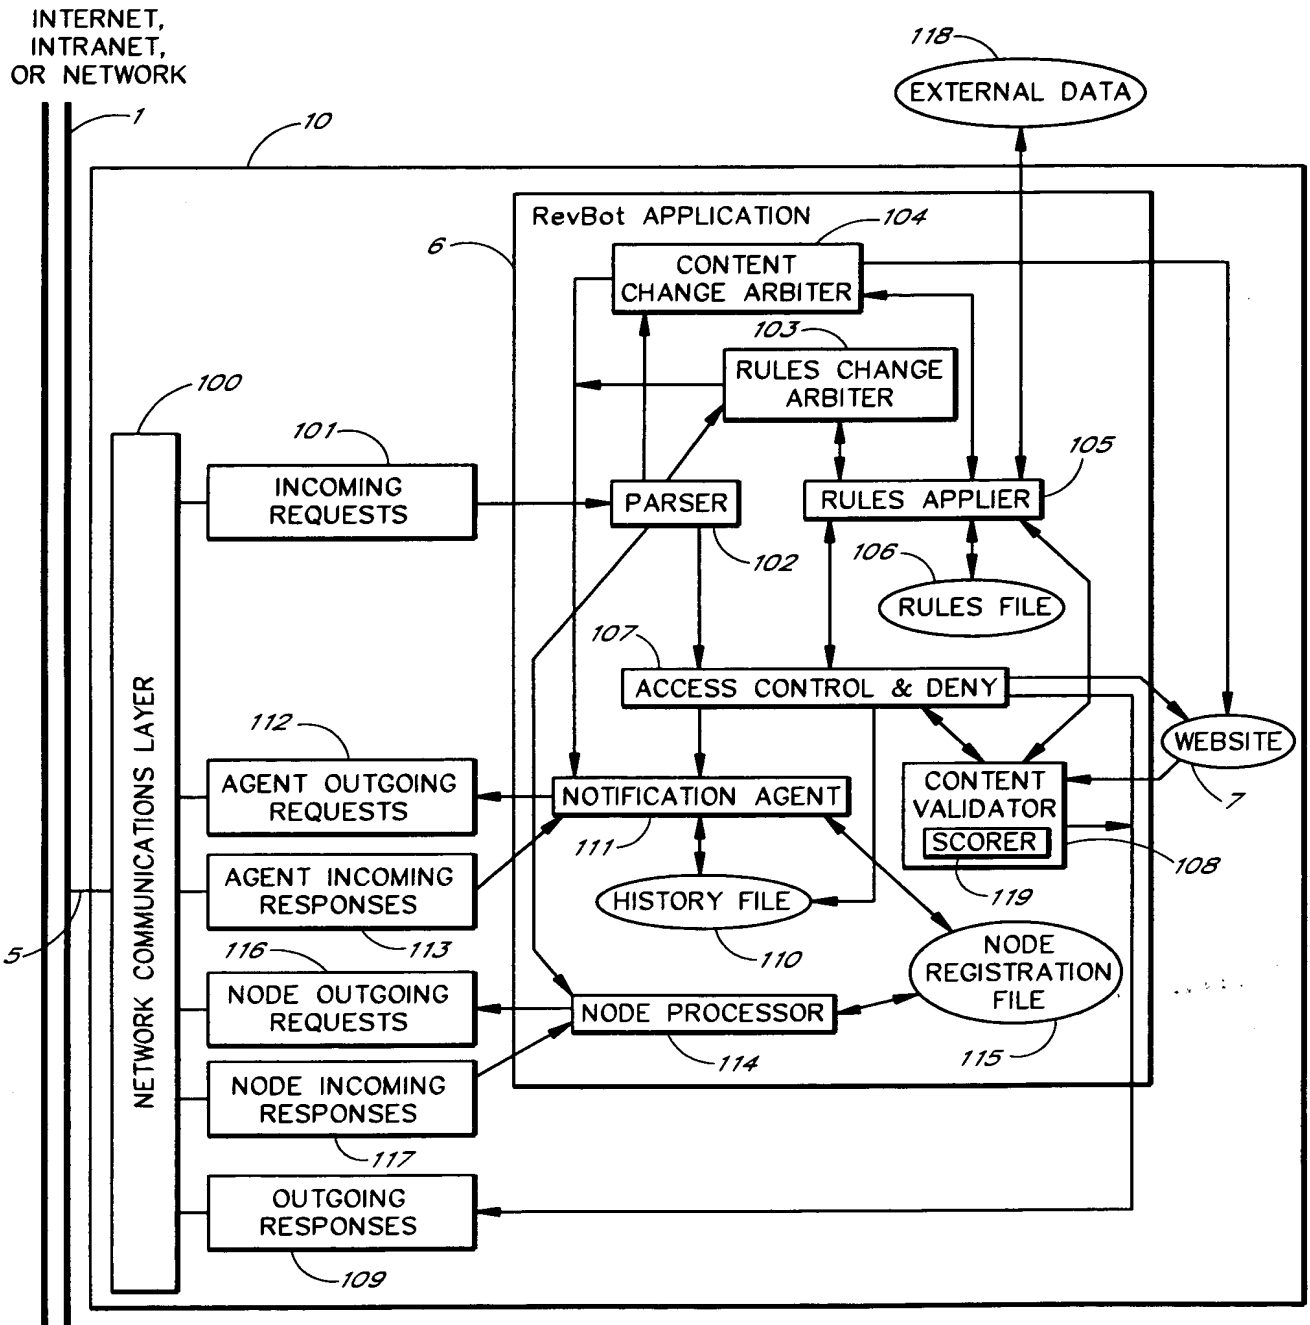 INTERNET,
INTRANET,
OR NETWORK
1
10
118
EXTERNAL DATA
RevBot APPLICATION
6
104
CONTENT
CHANGE ARBITER
103
RULES CHANGE
ARBITER
100
101
INCOMING
REQUESTS
PARSER
102
105
RULES APPLIER
106
RULES FILE
107
ACCESS CONTROL & DENY
WEBSITE
7
NETWORK COMMUNICATIONS LAYER
112
AGENT OUTGOING
REQUESTS
NOTIFICATION AGENT
111
CONTENT
VALIDATOR
SCORER
108
119
AGENT INCOMING
RESPONSES
113
HISTORY FILE
110
5
116
NODE OUTGOING
REQUESTS
NODE PROCESSOR
114
NODE
REGISTRATION
FILE
115
NODE INCOMING
RESPONSES
117
OUTGOING
RESPONSES
109